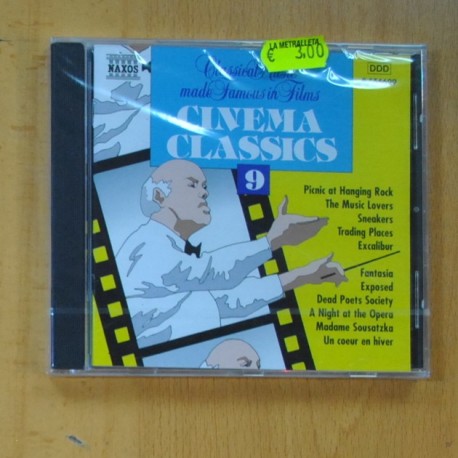 NAXOS
LA METRALLETA
€ 3.00
DDD
Classical Music
made Famous in Films
CINEMA
CLASSICS
9
Picnic at Hanging Rock
The Music Lovers
Sneakers
Trading Places
Excalibur
Fantasia
Exposed
Dead Poets Society
A Night at the Opera
Madame Sousatzka
Un coeur en hiver